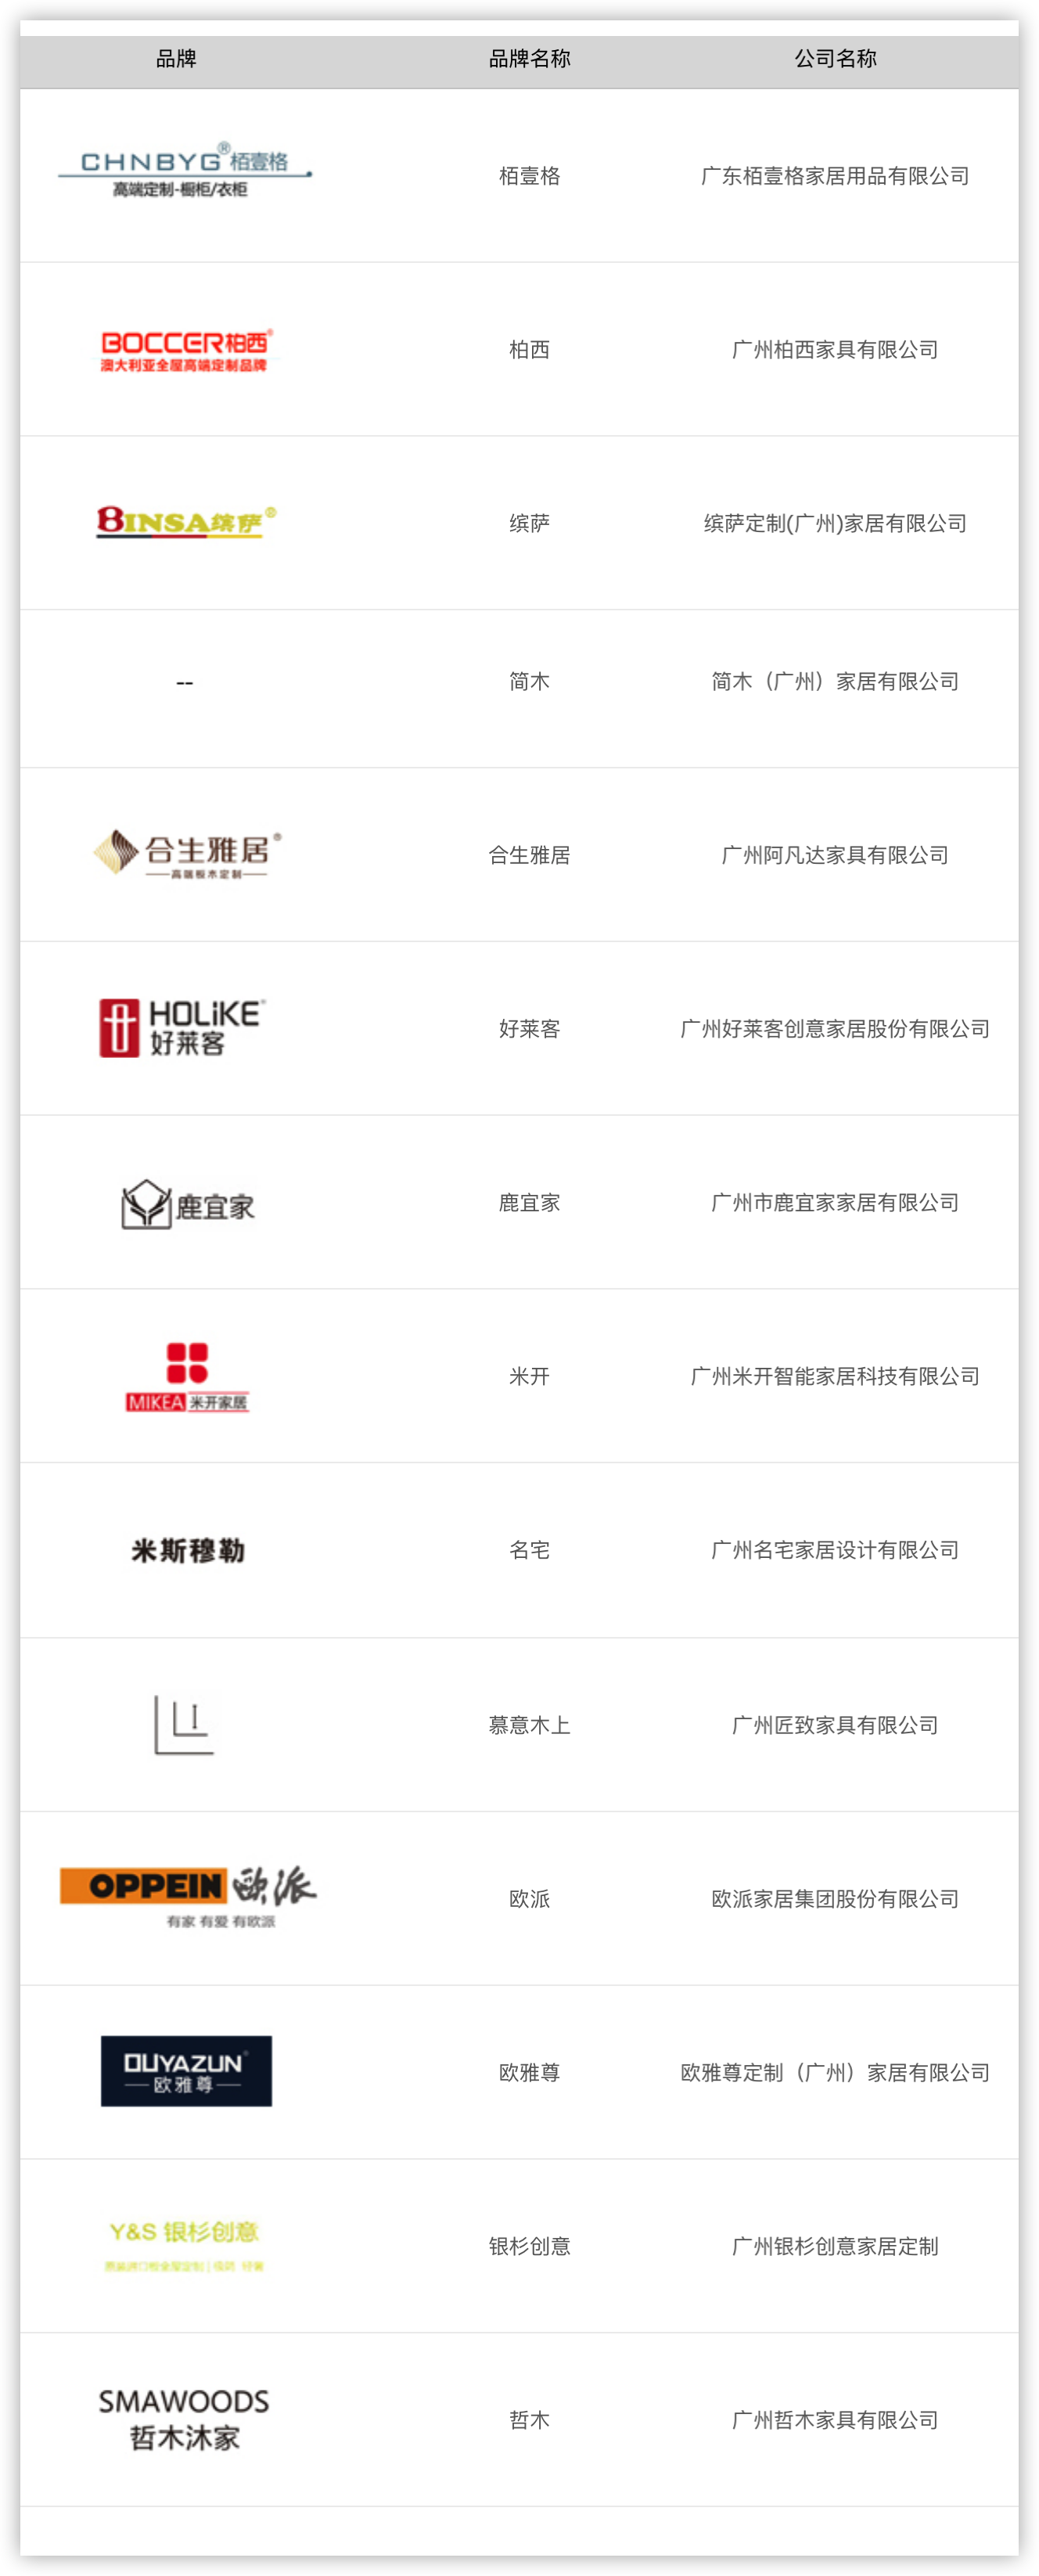 品牌 品牌名称 公司名称
CHNBYG®栢壹格
高端定制-橱柜/衣柜
栢壹格 广东栢壹格家居用品有限公司
BOCCER柏西®
澳大利亚全屋高端定制品牌
柏西 广州柏西家具有限公司
BINSA缤萨®
缤萨 缤萨定制(广州)家居有限公司
-- 简木 简木（广州）家居有限公司
合生雅居®
高端板木定制
合生雅居 广州阿凡达家具有限公司
HOLiKE
好莱客
好莱客 广州好莱客创意家居股份有限公司
鹿宜家
鹿宜家 广州市鹿宜家家居有限公司
MIKEA 米开家居
米开 广州米开智能家居科技有限公司
米斯穆勒
名宅 广州名宅家居设计有限公司
慕意木上 广州匠致家具有限公司
OPPEIN 欧派
有家 有爱 有欧派
欧派 欧派家居集团股份有限公司
OUYAZUN
欧雅尊
欧雅尊 欧雅尊定制（广州）家居有限公司
Y&S 银杉创意
银杉创意 广州银杉创意家居定制
SMAWOODS
哲木沐家
哲木 广州哲木家具有限公司